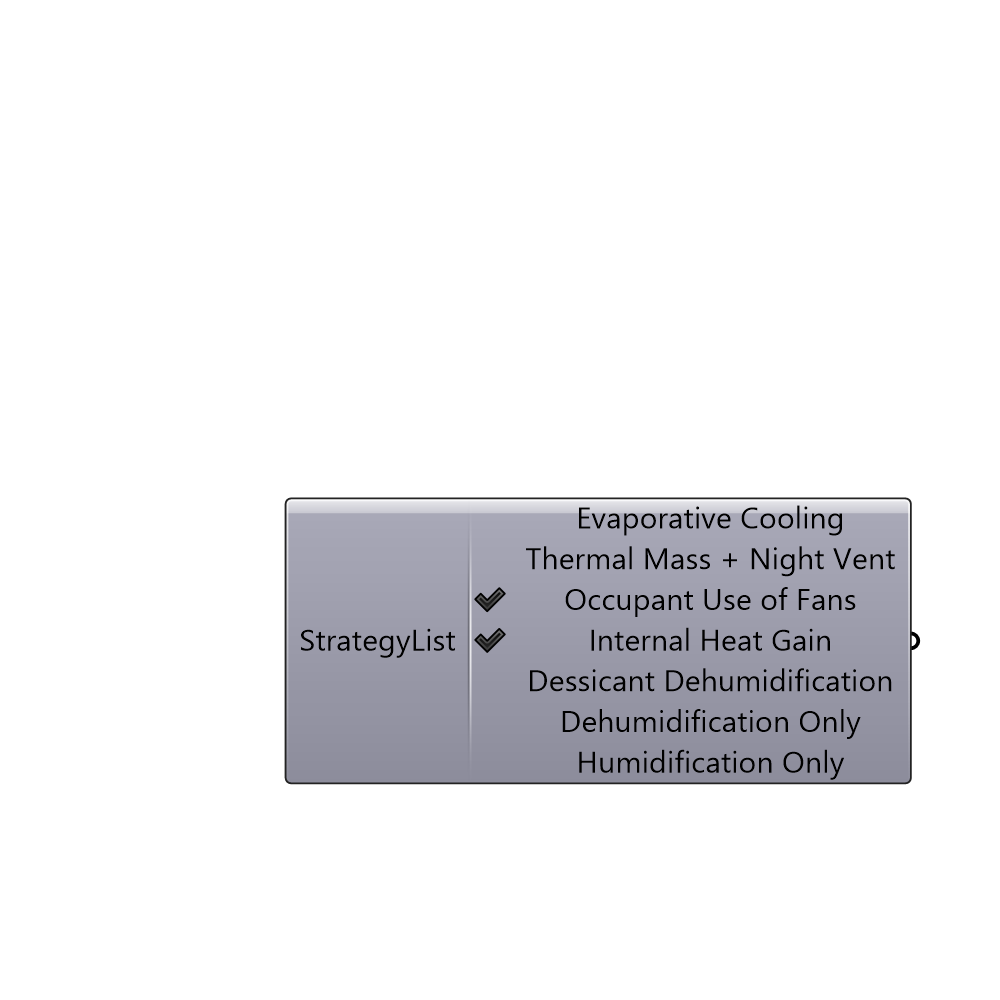 StrategyList
Evaporative Cooling
Thermal Mass + Night Vent
Occupant Use of Fans
Internal Heat Gain
Dessicant Dehumidification
Dehumidification Only
Humidification Only